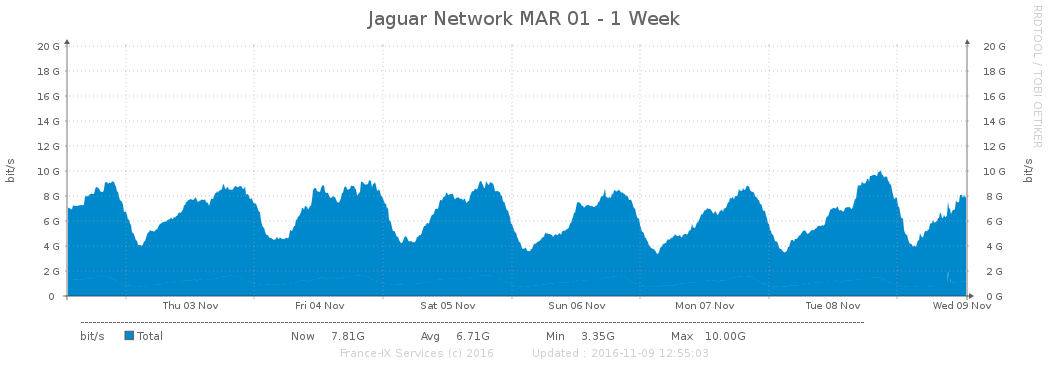 Jaguar Network MAR 01 - 1 Week
RRDTOOL / TOBI OETIKER
bit/s
20 G 20 G
18 G 18 G
16 G 16 G
14 G 14 G
12 G 12 G
10 G 10 G
8 G 8 G
6 G 6 G
4 G 4 G
2 G 2 G
0 0 G
bit/s
Thu 03 Nov Fri 04 Nov Sat 05 Nov Sun 06 Nov Mon 07 Nov Tue 08 Nov Wed 09 Nov
bit/s Total Now 7.81G Avg 6.71G Min 3.35G Max 10.00G
France-IX Services (c) 2016 Updated : 2016-11-09 12:55:03